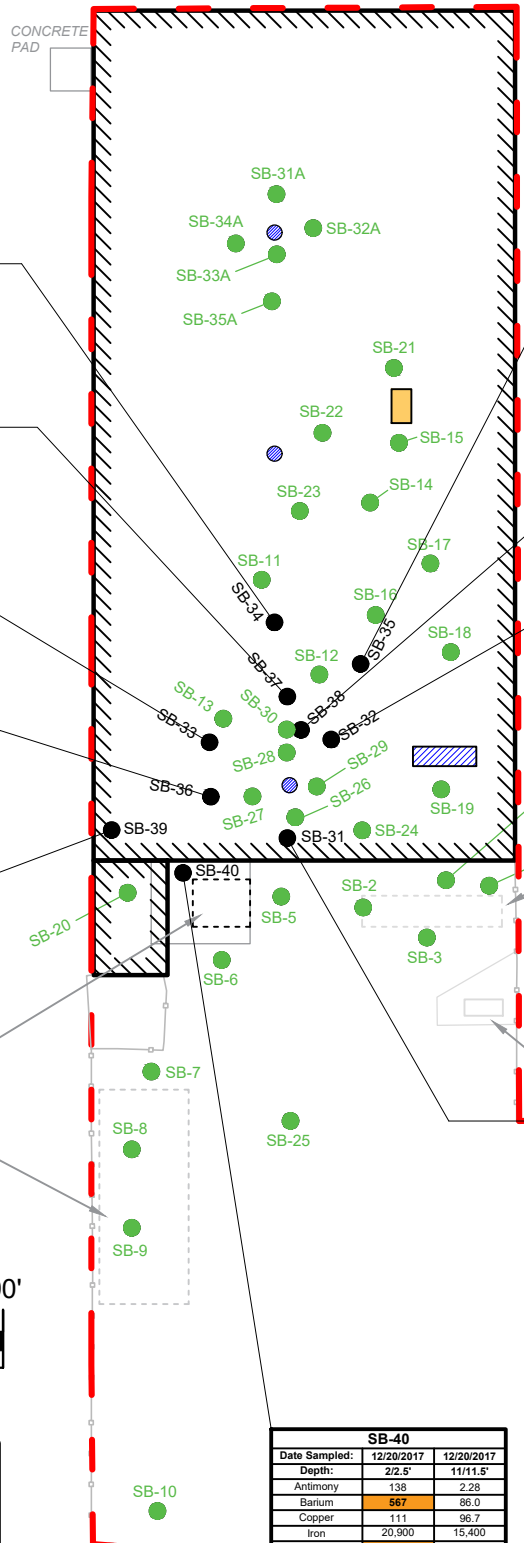 CONCRETE
PAD
SB-31A
SB-34A
SB-32A
SB-33A
SB-35A
SB-21
SB-22
SB-15
SB-23
SB-14
SB-17
SB-11
SB-34
SB-16
SB-35
SB-18
SB-12
SB-37
SB-13
SB-30
SB-38
SB-33
SB-32
SB-28
SB-29
SB-36
SB-27
SB-26
SB-19
SB-39
SB-31
SB-24
SB-40
SB-20
SB-5
SB-2
SB-3
SB-6
SB-7
SB-8
SB-25
SB-9
0'
SB-10
SB-40
Date Sampled: 12/20/2017 12/20/2017
Depth: 2/2.5' 11/11.5'
Antimony 138 2.28
Barium 567 86.0
Copper 111 96.7
Iron 20,900 15,400